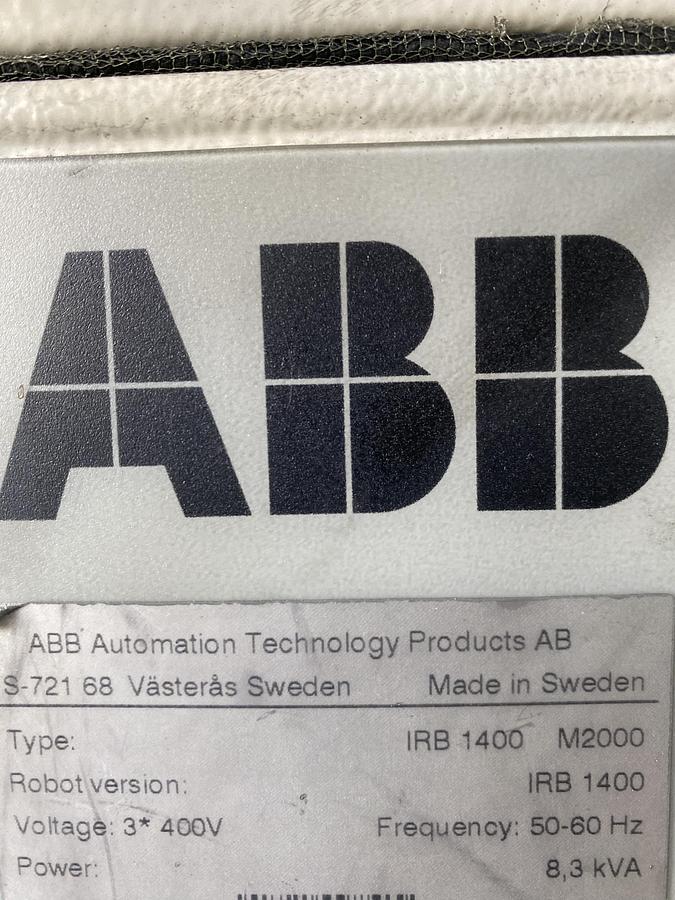 ABB
ABB Automation Technology Products AB
S-721 68 Västerås Sweden Made in Sweden
Type: IRB 1400 M2000
Robot version: IRB 1400
Voltage: 3* 400V Frequency: 50-60 Hz
Power: 8,3 kVA